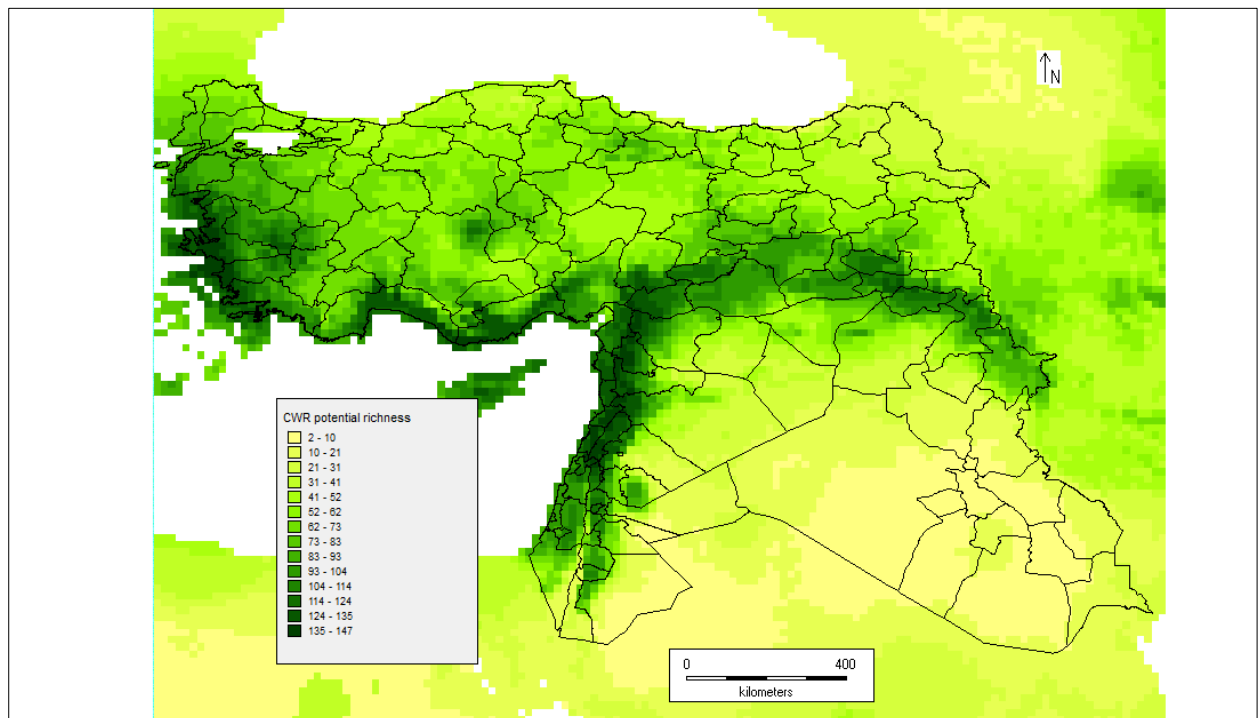 N
CWR potential richness
2 - 10
10 - 21
21 - 31
31 - 41
41 - 52
52 - 62
62 - 73
73 - 83
83 - 93
93 - 104
104 - 114
114 - 124
124 - 135
135 - 147
0 400
kilometers